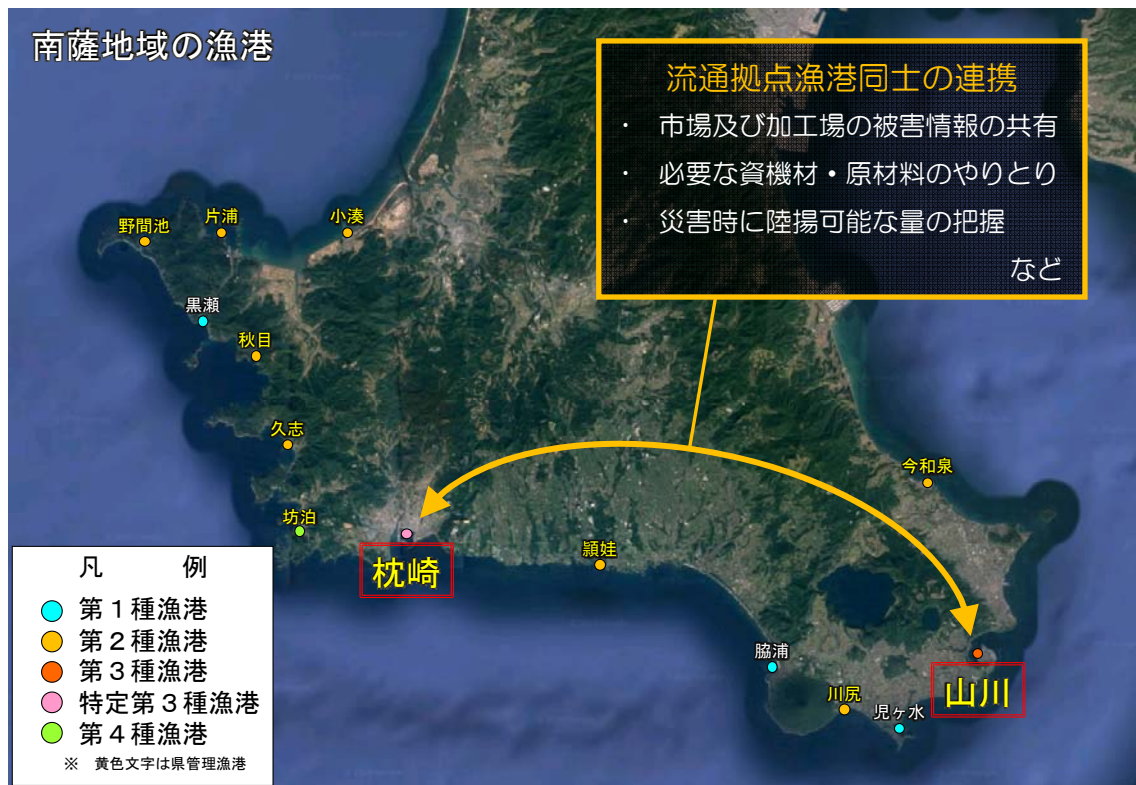 南薩地域の漁港
流通拠点漁港同士の連携
・ 市場及び加工場の被害情報の共有
・ 必要な資機材・原材料のやりとり
・ 災害時に陸揚可能な量の把握
など
野間池
片浦
小湊
黒瀬
秋目
久志
坊泊
枕崎
頴娃
今和泉
脇浦
川尻
児ヶ水
山川
凡 例
第１種漁港
第２種漁港
第３種漁港
特定第３種漁港
第４種漁港
※ 黄色文字は県管理漁港